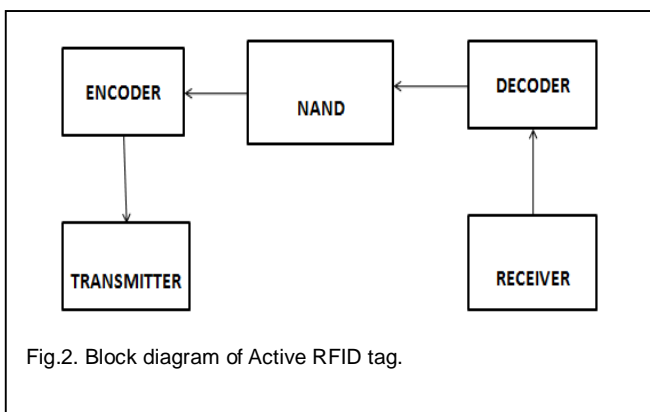 ENCODER
NAND
DECODER
TRANSMITTER
RECEIVER
Fig.2. Block diagram of Active RFID tag.